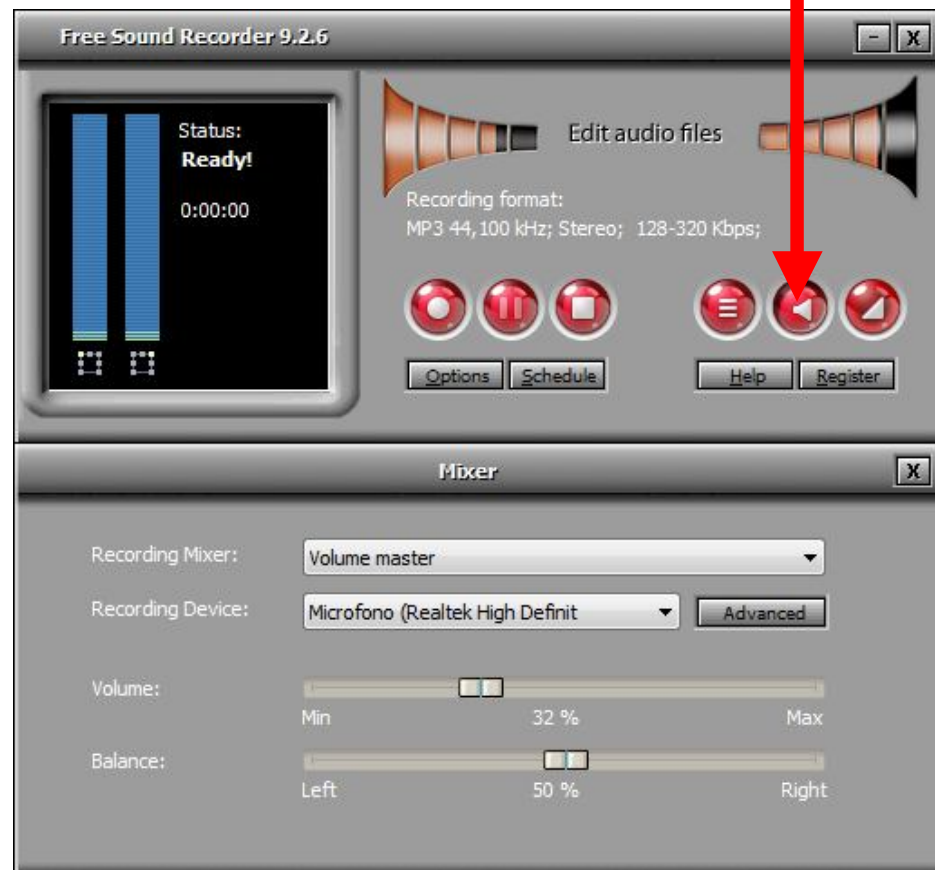 Free Sound Recorder 9.2.6
- X
Status:
Ready!
0:00:00
Edit audio files
Recording format:
MP3 44,100 kHz; Stereo; 128-320 Kbps;
Options Schedule Help Register
Mixer X
Recording Mixer: Volume master
Recording Device: Microfono (Realtek High Definit Advanced
Volume:
Min 32 % Max
Balance:
Left 50 % Right